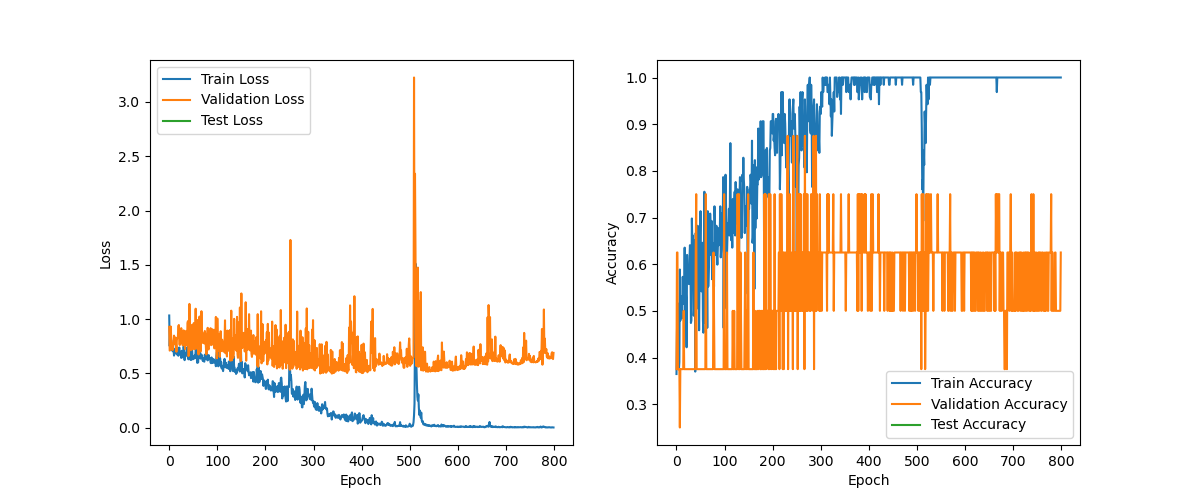 Train Loss
Validation Loss
Test Loss
3.0
2.5
2.0
1.5
1.0
0.5
0.0
Loss
0 100 200 300 400 500 600 700 800
Epoch
1.0
0.9
0.8
0.7
0.6
0.5
0.4
0.3
Accuracy
Train Accuracy
Validation Accuracy
Test Accuracy
0 100 200 300 400 500 600 700 800
Epoch